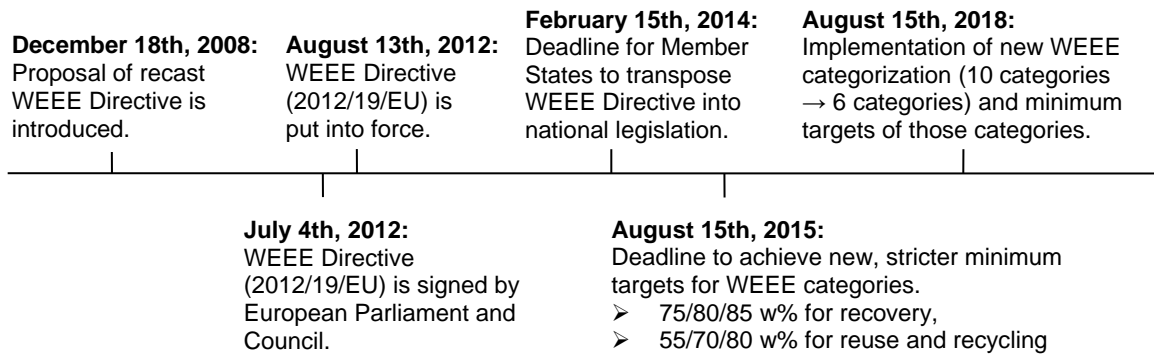 December 18th, 2008:
Proposal of recast
WEEE Directive is
introduced.
August 13th, 2012:
WEEE Directive
(2012/19/EU) is
put into force.
February 15th, 2014:
Deadline for Member
States to transpose
WEEE Directive into
national legislation.
August 15th, 2018:
Implementation of new WEEE
categorization (10 categories
→ 6 categories) and minimum
targets of those categories.
July 4th, 2012:
WEEE Directive
(2012/19/EU) is signed by
European Parliament and
Council.
August 15th, 2015:
Deadline to achieve new, stricter minimum
targets for WEEE categories.
➢ 75/80/85 w% for recovery,
➢ 55/70/80 w% for reuse and recycling